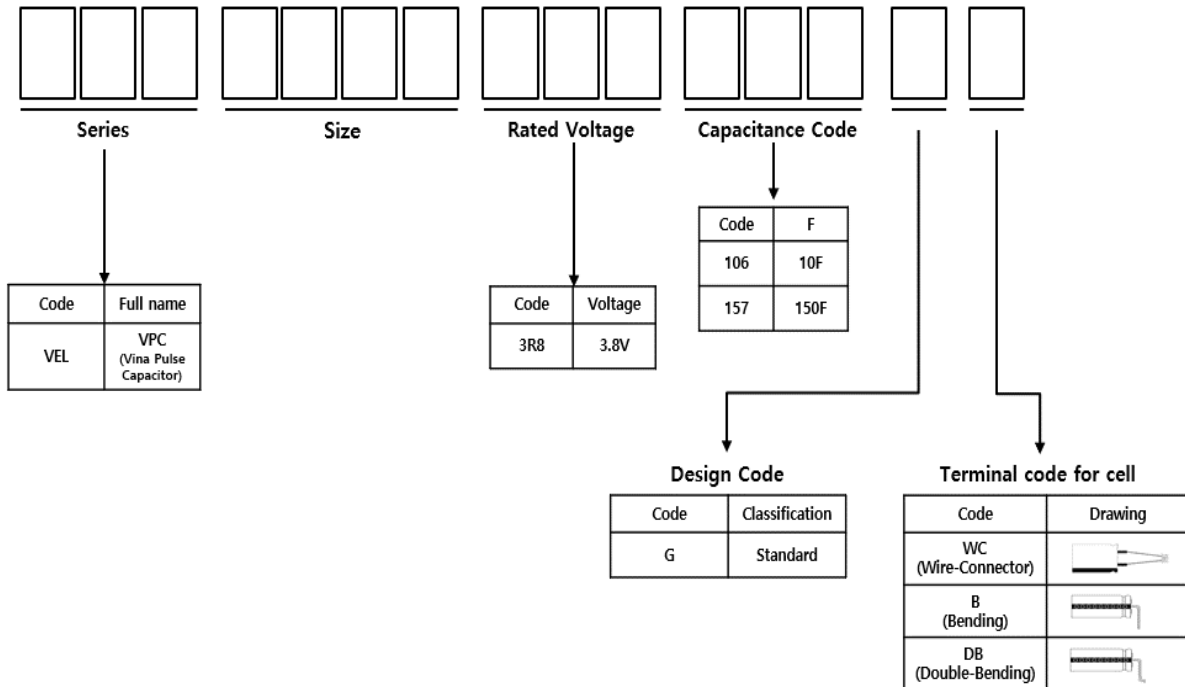 Series
Size
Rated Voltage
Capacitance Code
Code F
106 10F
157 150F
Code Full name
VEL VPC
(Vina Pulse
Capacitor)
Code Voltage
3R8 3.8V
Design Code
Code Classification
G Standard
Terminal code for cell
Code Drawing
WC
(Wire-Connector)
B
(Bending)
DB
(Double-Bending)